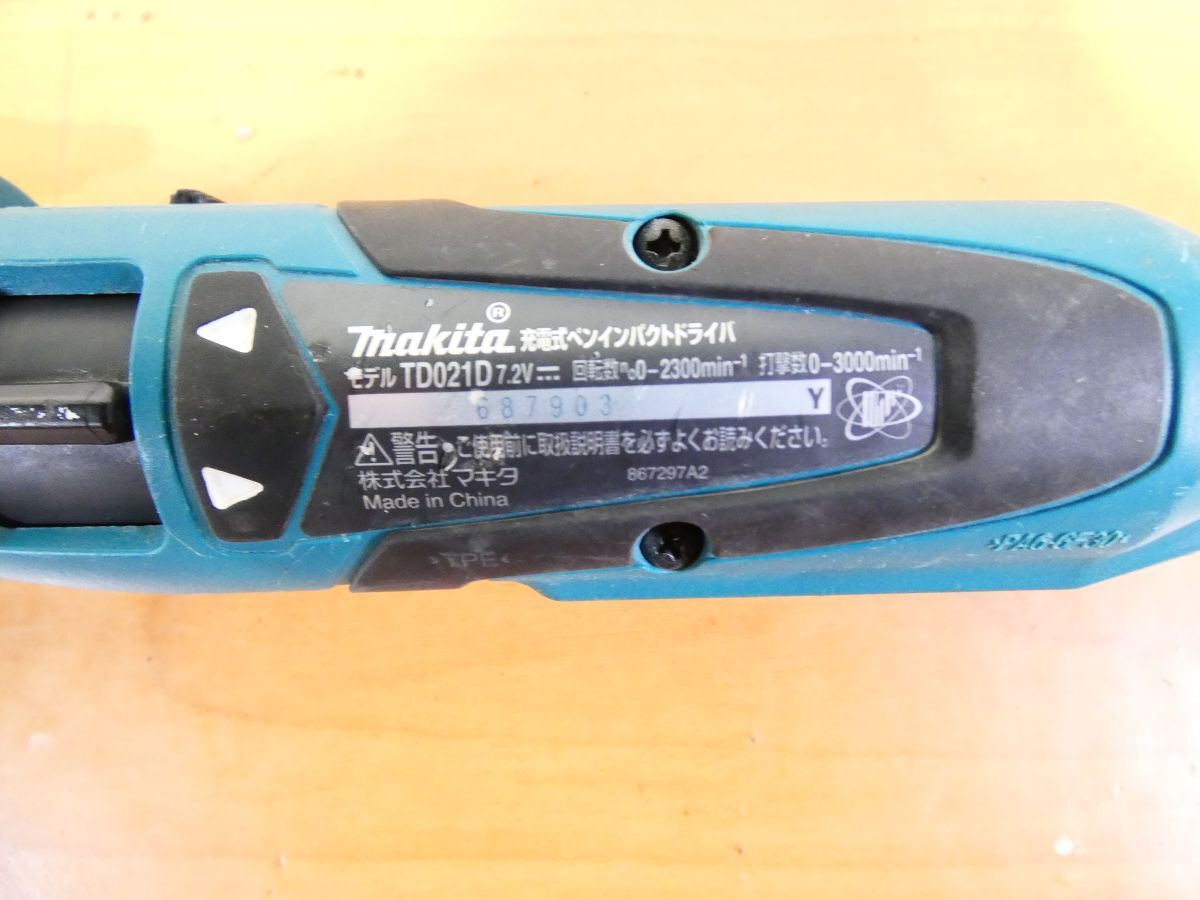 makita® 充電式ペンインパクトドライバ
モデル TD021D 7.2V 回転数n₀0-2300min⁻¹ 打撃数0-3000min⁻¹
687903 Y
警告:ご使用前に取扱説明書を必ずよくお読みください。
株式会社マキタ 867297A2
Made in China
>TPE<